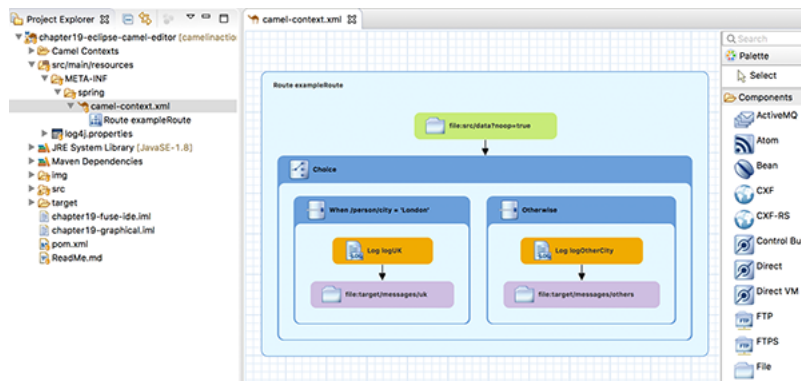 Project Explorer
chapter19-eclipse-camel-editor [camelinactio
Camel Contexts
src/main/resources
META-INF
spring
camel-context.xml
Route exampleRoute
log4j.properties
JRE System Library [JavaSE-1.8]
Maven Dependencies
img
src
target
chapter19-fuse-ide.iml
chapter19-graphical.iml
pom.xml
ReadMe.md
camel-context.xml
Route exampleRoute
file:src/data?noop=true
Choice
When /person/city = 'London'
Otherwise
Log logUK
Log logOtherCity
file:target/messages/uk
file:target/messages/others
Search
Palette
Select
Components
ActiveMQ
Atom
Bean
CXF
CXF-RS
Control Bu
Direct
Direct VM
FTP
FTPS
File